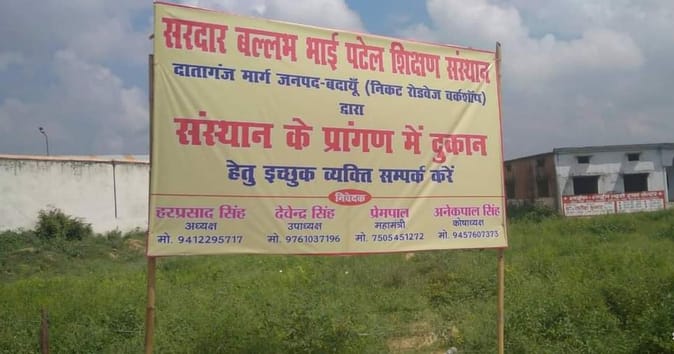 सरदार बल्लभ भाई पटेल शिक्षण संस्थान
दातागंज मार्ग जनपद-बदायूँ (निकट रोडवेज वर्कशॉप)
द्वारा
संस्थान के प्रांगण में दुकान
हेतु इच्छुक व्यक्ति सम्पर्क करें
निवेदक
हरप्रसाद सिंह देवेन्द्र सिंह प्रेमपाल अनेकपाल सिंह
अध्यक्ष उपाध्यक्ष महामंत्री कोषाध्यक्ष
मो. 9412295717 मो. 9761037196 मो. 7505451272 मो. 9457607373